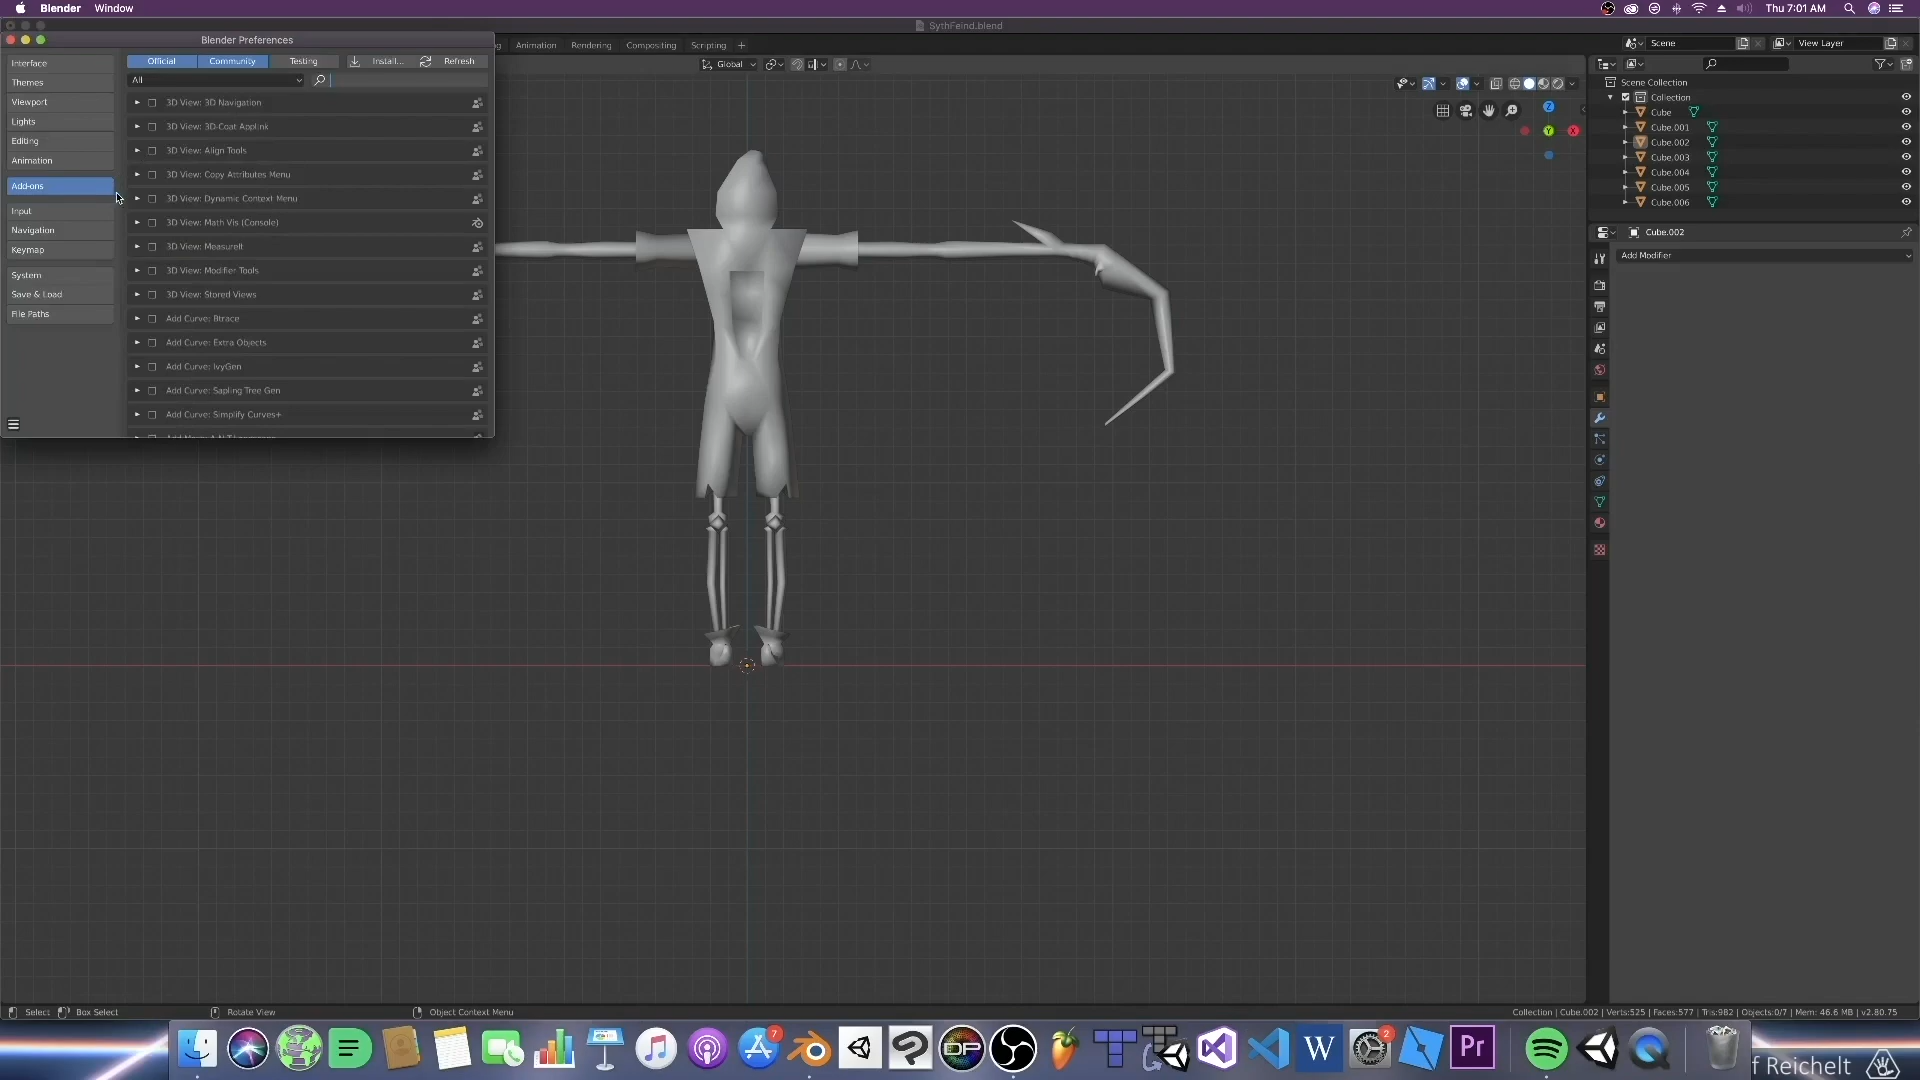 Blender Window
Thu 7:01 AM
SythFeind.blend
Blender Preferences
Animation Rendering Compositing Scripting +
Scene
View Layer
Interface
Themes
Viewport
Lights
Editing
Animation
Add-ons
Input
Navigation
Keymap
System
Save & Load
File Paths
Official Community Testing Install... Refresh
All
3D View: 3D Navigation
3D View: 3D-Coat Applink
3D View: Align Tools
3D View: Copy Attributes Menu
3D View: Dynamic Context Menu
3D View: Math Vis (Console)
3D View: MeasureIt
3D View: Modifier Tools
3D View: Stored Views
Add Curve: Btrace
Add Curve: Extra Objects
Add Curve: IvyGen
Add Curve: Sapling Tree Gen
Add Curve: Simplify Curves+
Global
Z
Y
X
Scene Collection
Collection
Cube
Cube.001
Cube.002
Cube.003
Cube.004
Cube.005
Cube.006
Cube.002
Add Modifier
Select Box Select Rotate View Object Context Menu
Collection | Cube.002 | Verts:525 | Faces:577 | Tris:982 | Objects:0/7 | Mem: 46.6 MB | v2.80.75
7
DP
W
2
Pr
f Reichelt